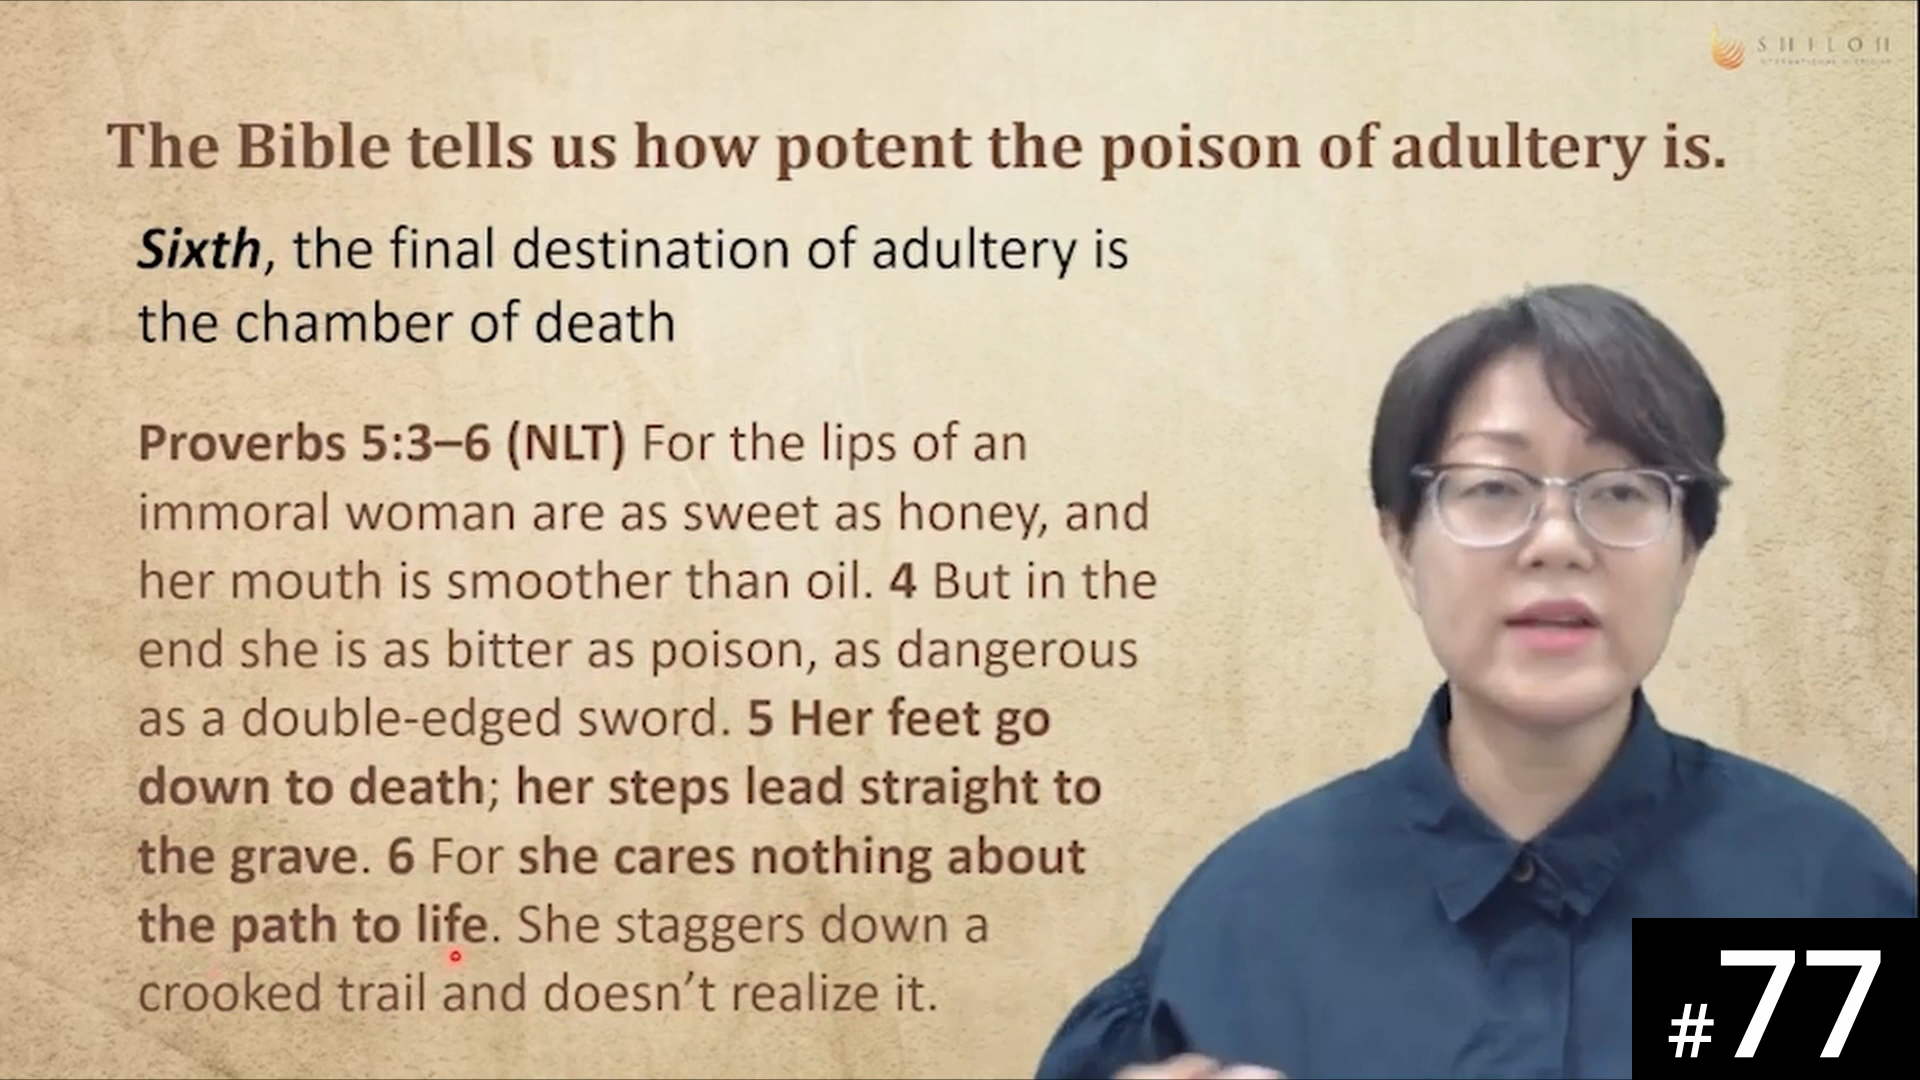 SHILOH
The Bible tells us how potent the poison of adultery is.
Sixth, the final destination of adultery is
the chamber of death
Proverbs 5:3–6 (NLT) For the lips of an
immoral woman are as sweet as honey, and
her mouth is smoother than oil. 4 But in the
end she is as bitter as poison, as dangerous
as a double-edged sword. 5 Her feet go
down to death; her steps lead straight to
the grave. 6 For she cares nothing about
the path to life. She staggers down a
crooked trail and doesn’t realize it.
#77